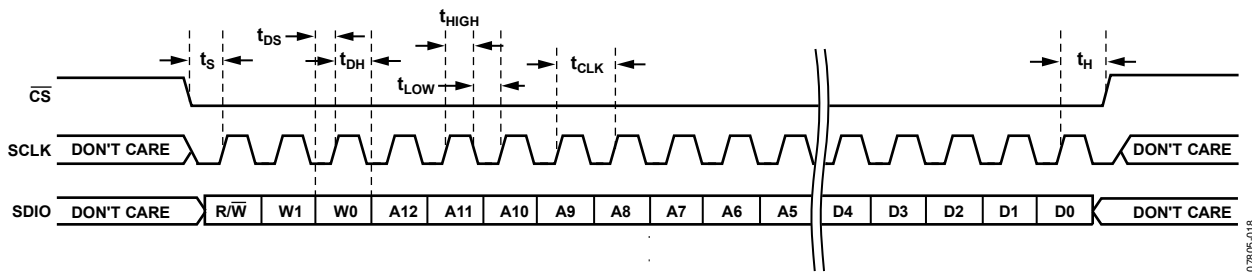 tHIGH
tDS
tS
tDH
tCLK
tH
tLOW
C̅S̅
SCLK
DON'T CARE
DON'T CARE
SDIO
DON'T CARE
R/W̅
W1
W0
A12
A11
A10
A9
A8
A7
A6
A5
D4
D3
D2
D1
D0
DON'T CARE
07805-018